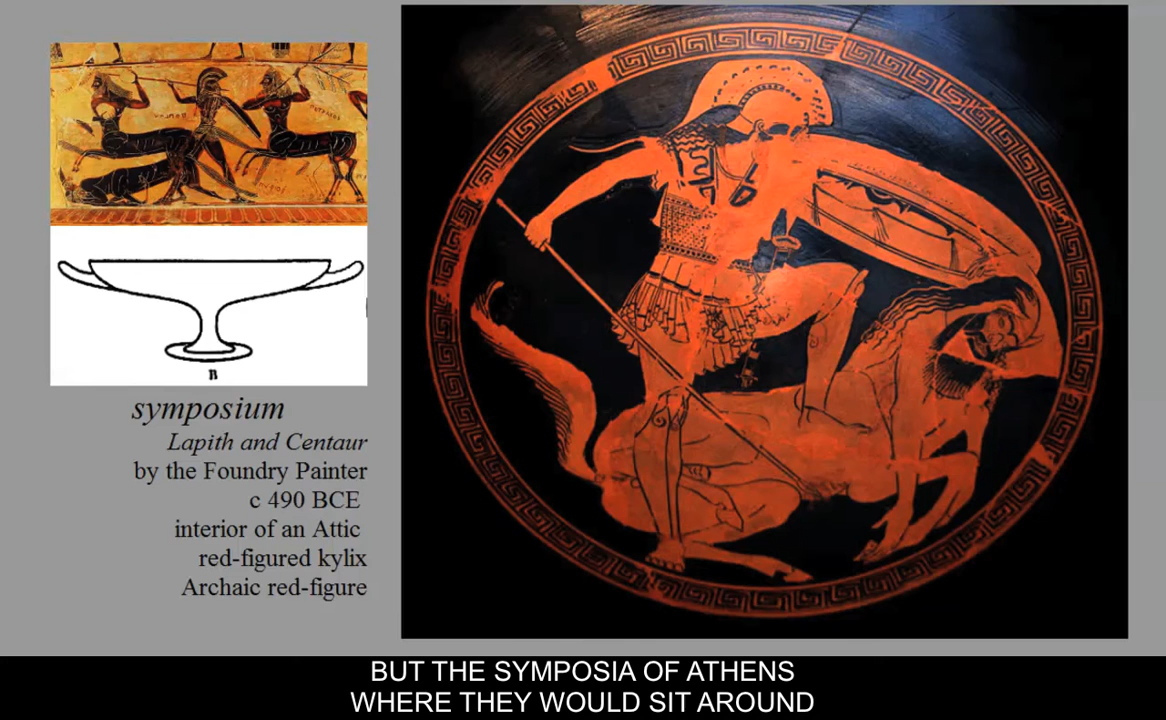 B
symposium
Lapith and Centaur
by the Foundry Painter
c 490 BCE
interior of an Attic
red-figured kylix
Archaic red-figure
BUT THE SYMPOSIA OF ATHENS
WHERE THEY WOULD SIT AROUND